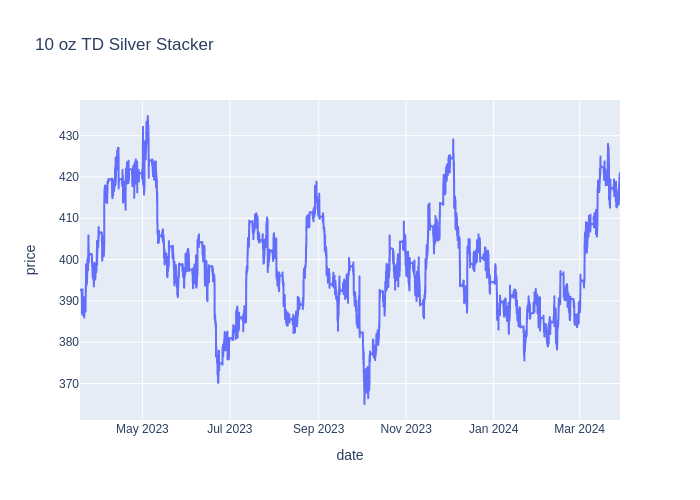 10 oz TD Silver Stacker
430
420
410
400
390
380
370
price
May 2023
Jul 2023
Sep 2023
Nov 2023
Jan 2024
Mar 2024
date